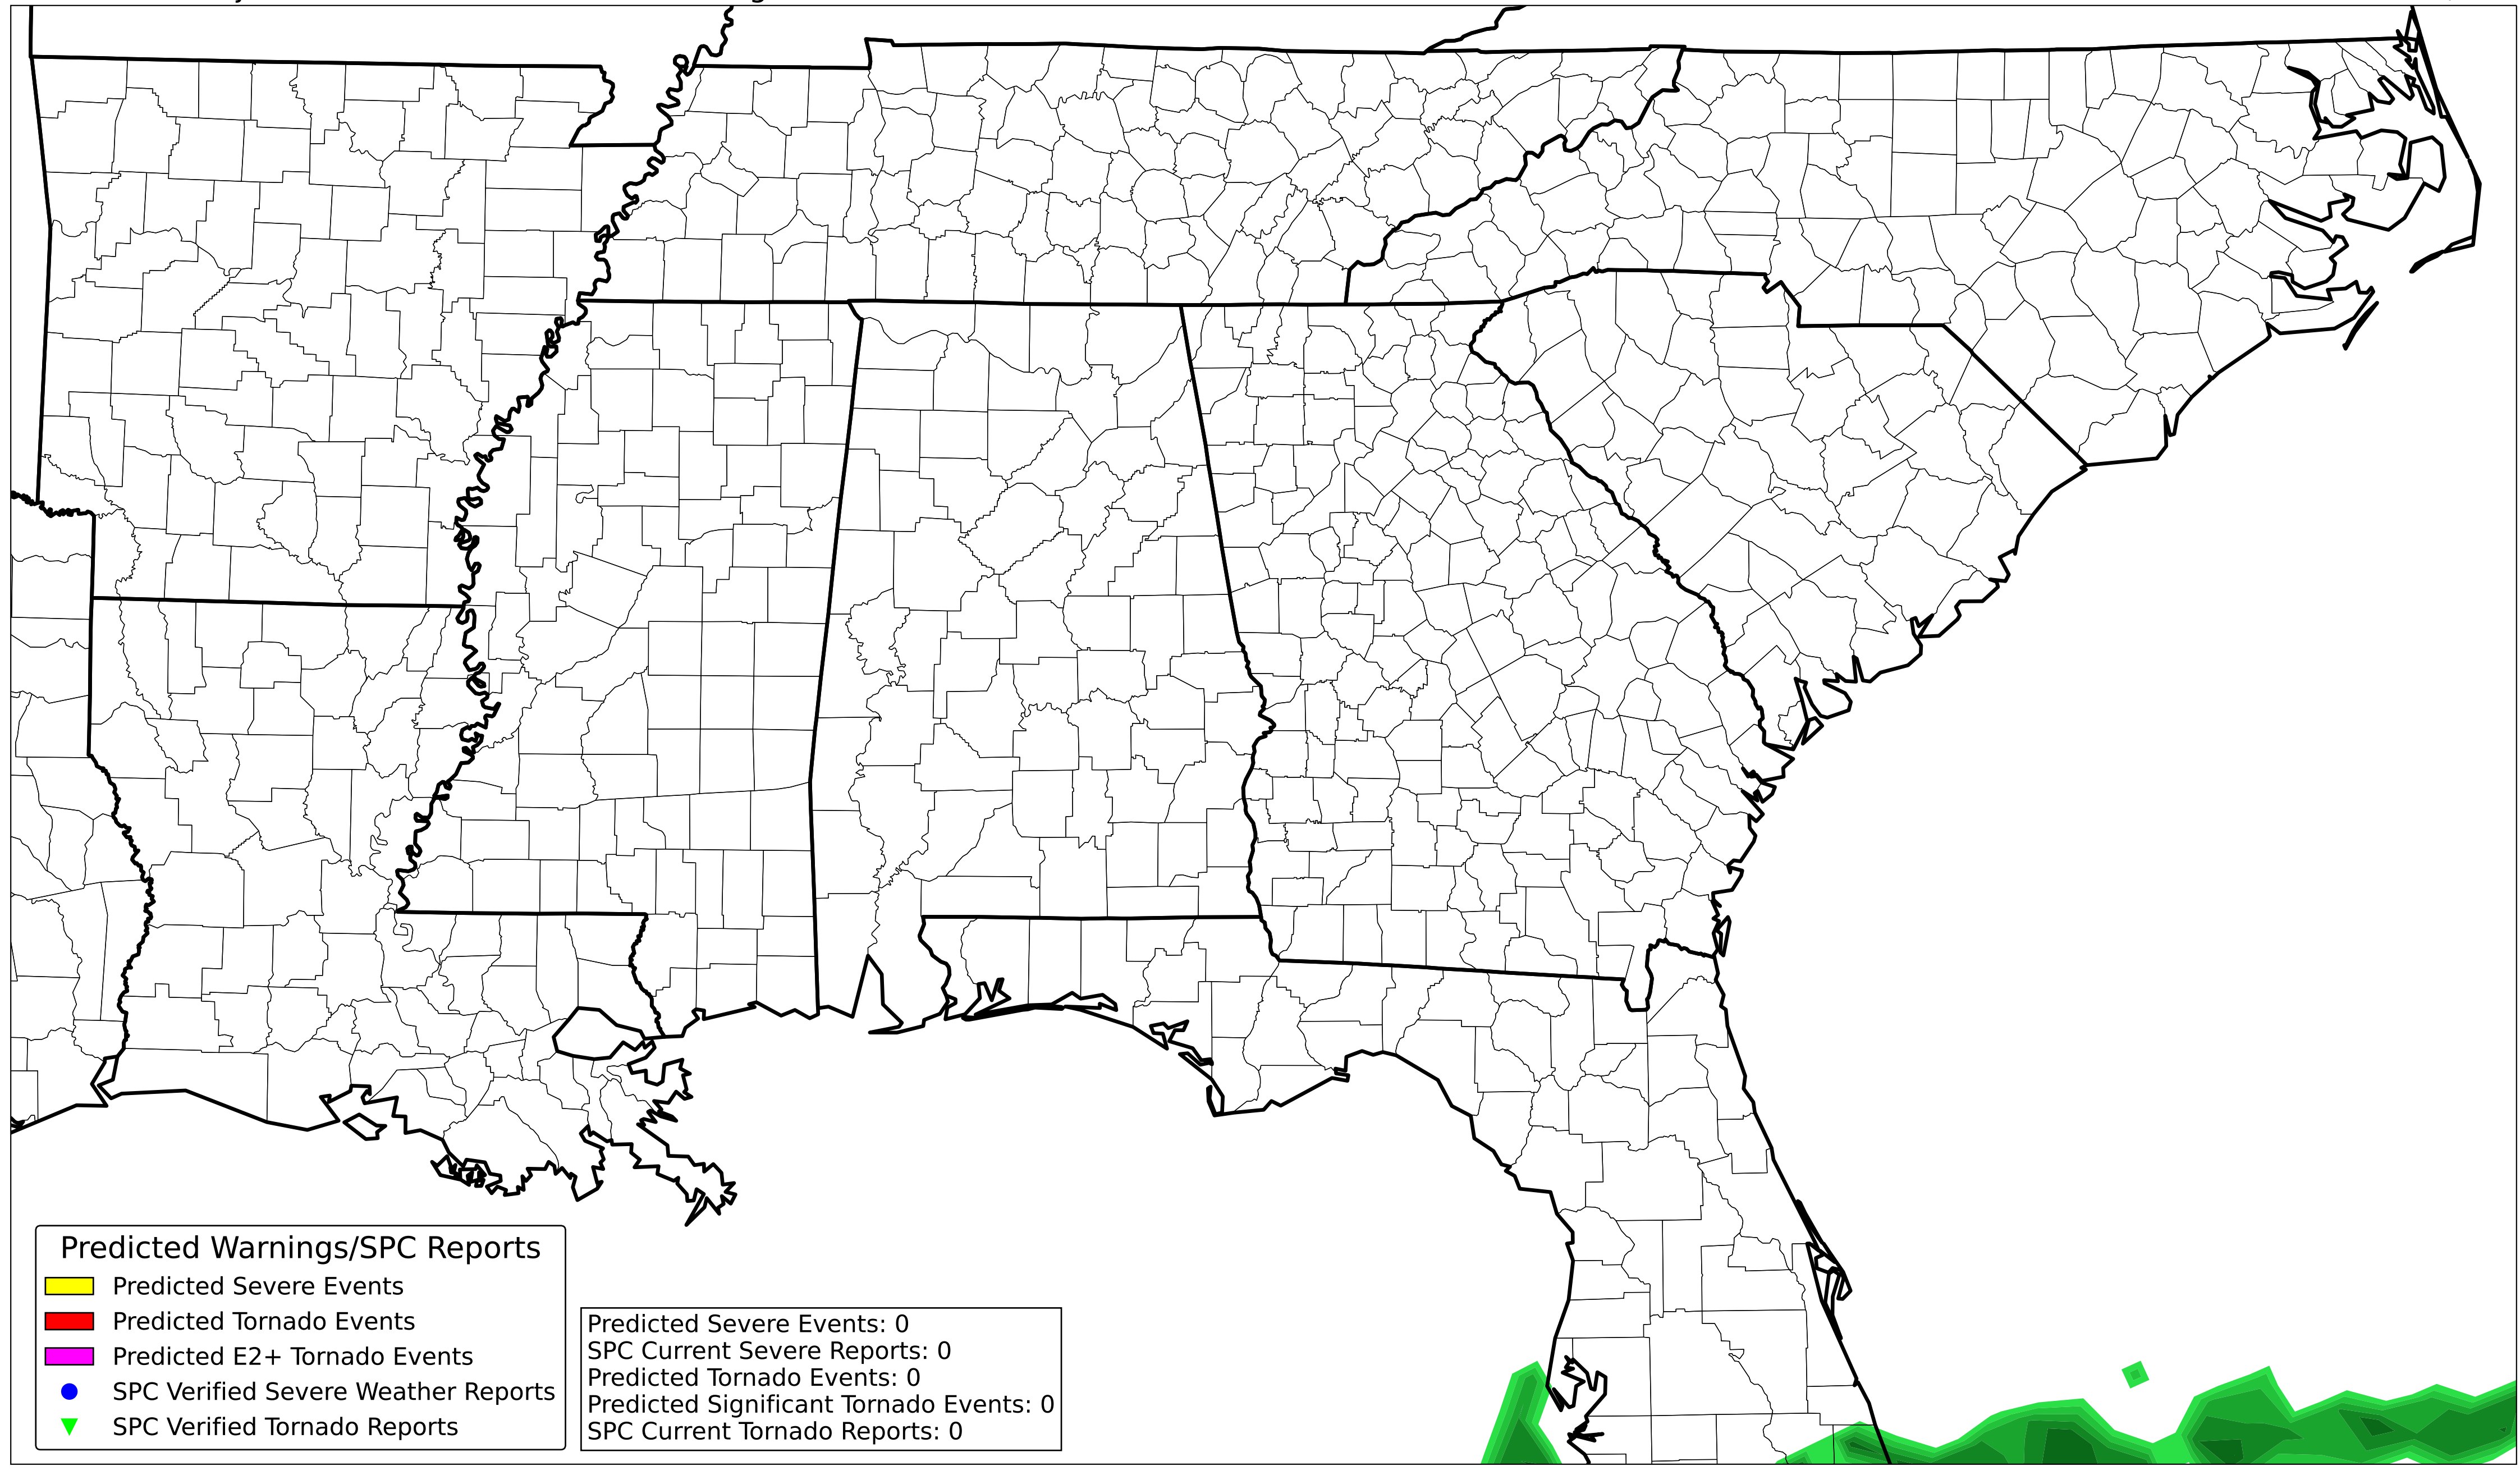 Predicted Warnings/SPC Reports
Predicted Severe Events
Predicted Tornado Events
Predicted E2+ Tornado Events
SPC Verified Severe Weather Reports
SPC Verified Tornado Reports
Predicted Severe Events: 0
SPC Current Severe Reports: 0
Predicted Tornado Events: 0
Predicted Significant Tornado Events: 0
SPC Current Tornado Reports: 0